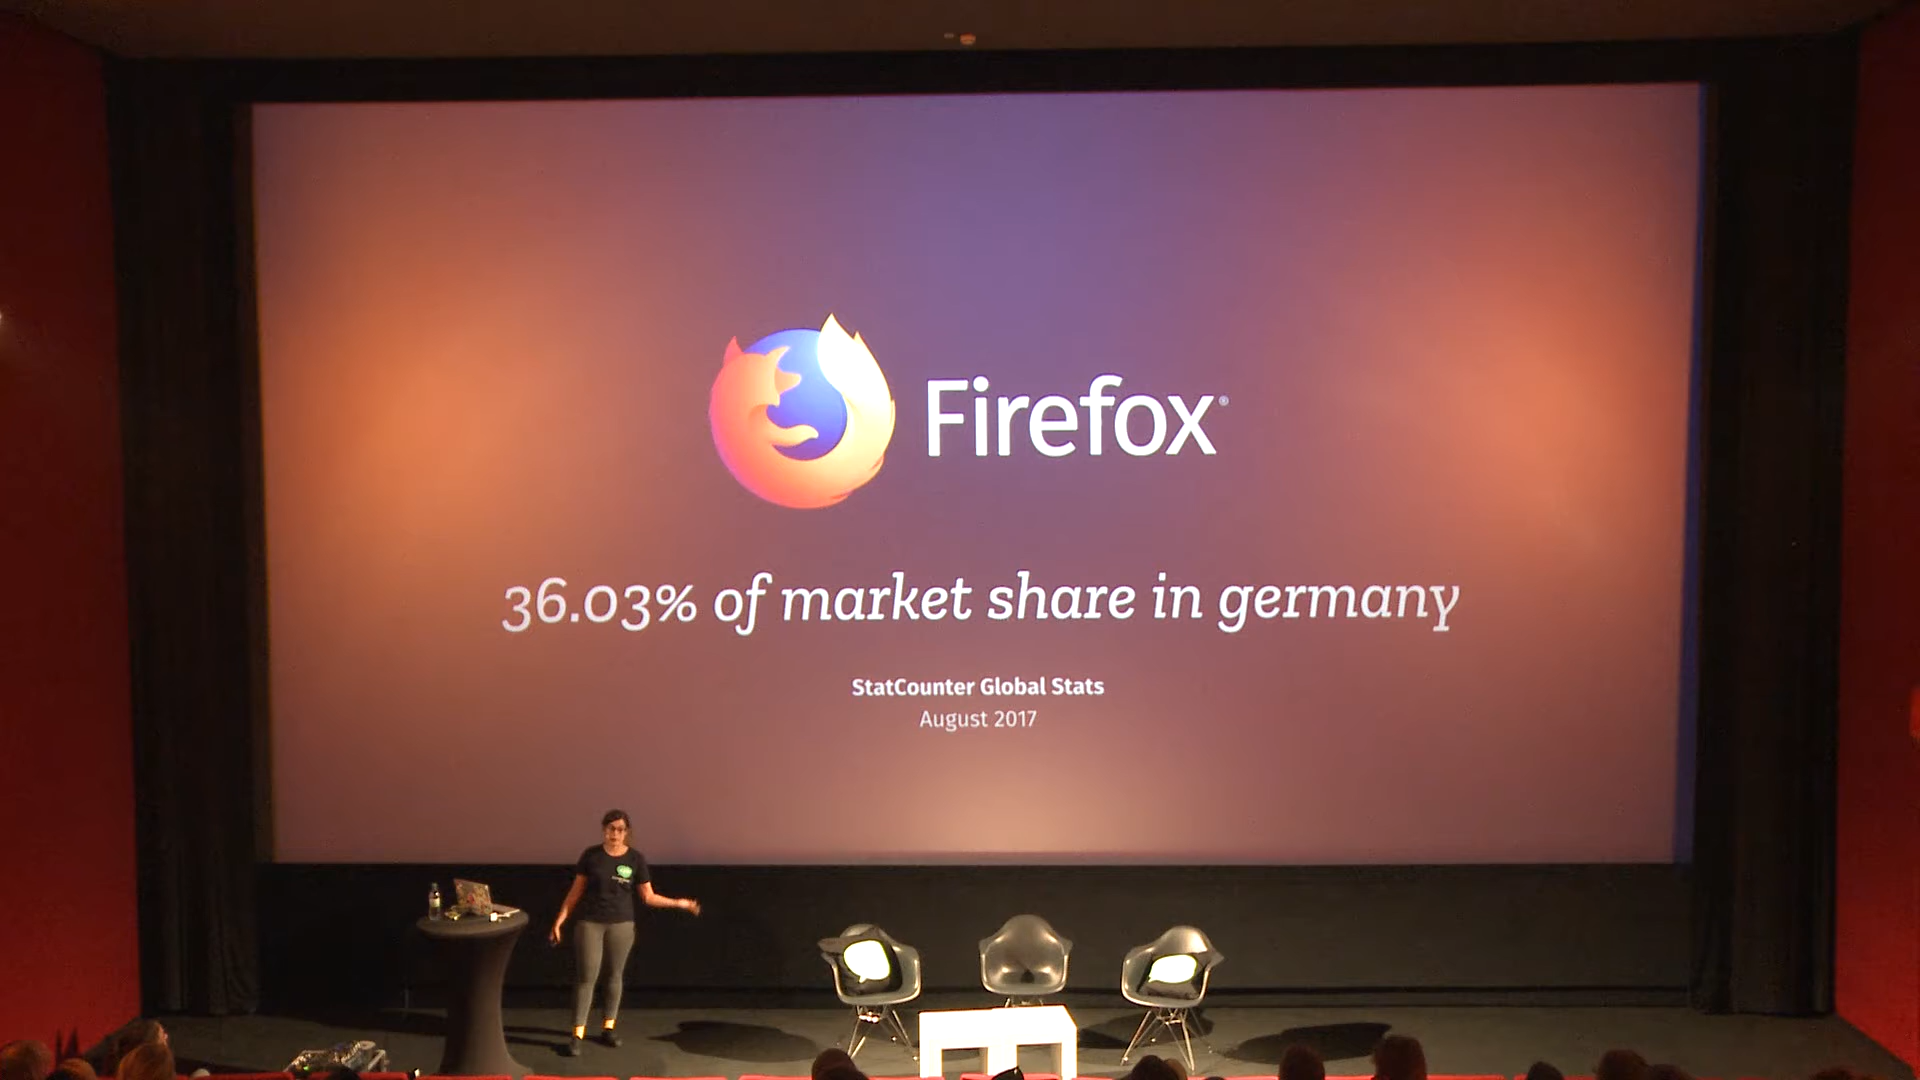 Firefox®
36.03% of market share in germany
StatCounter Global Stats
August 2017